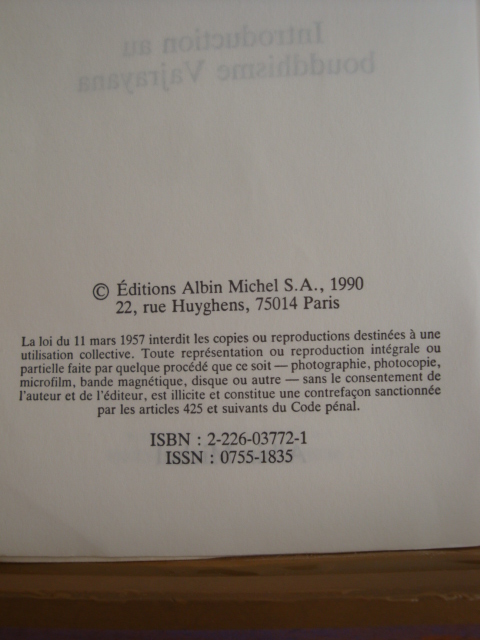 Introduction au
bouddhisme Vajrayana
© Éditions Albin Michel S.A., 1990
22, rue Huyghens, 75014 Paris
La loi du 11 mars 1957 interdit les copies ou reproductions destinées à une
utilisation collective. Toute représentation ou reproduction intégrale ou
partielle faite par quelque procédé que ce soit — photographie, photocopie,
microfilm, bande magnétique, disque ou autre — sans le consentement de
l'auteur et de l'éditeur, est illicite et constitue une contrefaçon sanctionnée
par les articles 425 et suivants du Code pénal.
ISBN : 2-226-03772-1
ISSN : 0755-1835